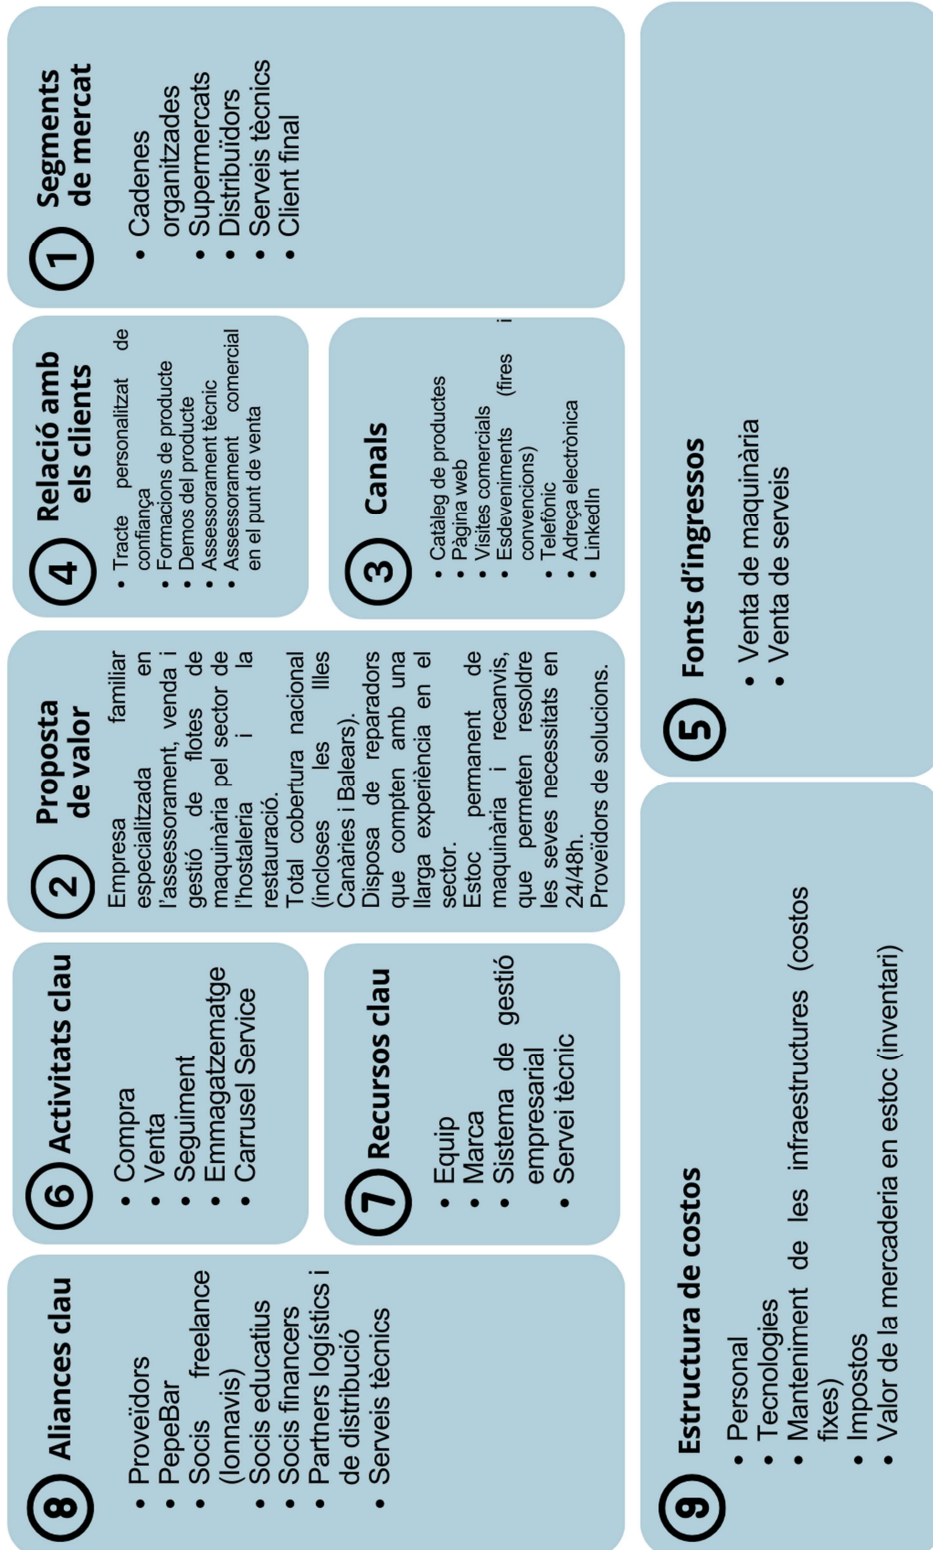 8 Aliances clau
• Proveïdors
• PepeBar
• Socis freelance
(Ionnavis)
• Socis educatius
• Socis financers
• Partners logístics i
de distribució
• Serveis tècnics
6 Activitats clau
• Compra
• Venta
• Seguiment
• Emmagatzematge
• Carrusel Service
7 Recursos clau
• Equip
• Marca
• Sistema de gestió
empresarial
• Servei tècnic
2 Proposta
de valor
Empresa familiar
especialitzada en
l'assessorament, venda i
gestió de flotes de
maquinària pel sector de
l'hostaleria i la
restauració.
Total cobertura nacional
(incloses les Illes
Canàries i Balears).
Disposa de reparadors
que compten amb una
llarga experiència en el
sector.
Estoc permanent de
maquinària i recanvis,
que permeten resoldre
les seves necessitats en
24/48h.
Proveïdors de solucions.
4 Relació amb
els clients
• Tracte personalitzat de
confiança
• Formacions de producte
• Demos del producte
• Assessorament tècnic
• Assessorament comercial
en el punt de venta
3 Canals
• Catàleg de productes
• Pàgina web
• Visites comercials
• Esdeveniments (fires i
convencions)
• Telefònic
• Adreça electrònica
• LinkedIn
1 Segments
de mercat
• Cadenes
organitzades
• Supermercats
• Distribuïdors
• Serveis tècnics
• Client final
9 Estructura de costos
• Personal
• Tecnologies
• Manteniment de les infraestructures (costos
fixes)
• Impostos
• Valor de la mercaderia en estoc (inventari)
5 Fonts d'ingressos
• Venta de maquinària
• Venta de serveis